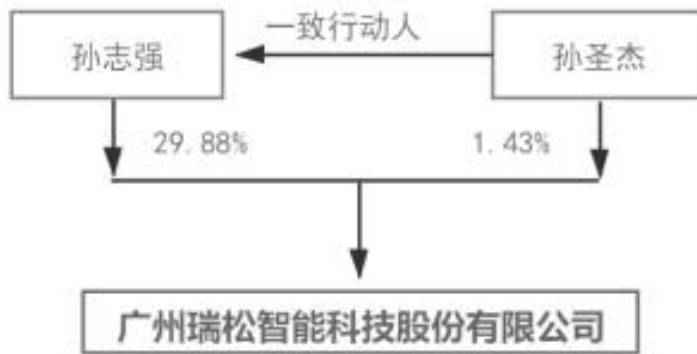 一致行动人
孙志强
孙圣杰
29.88%
1.43%
广州瑞松智能科技股份有限公司